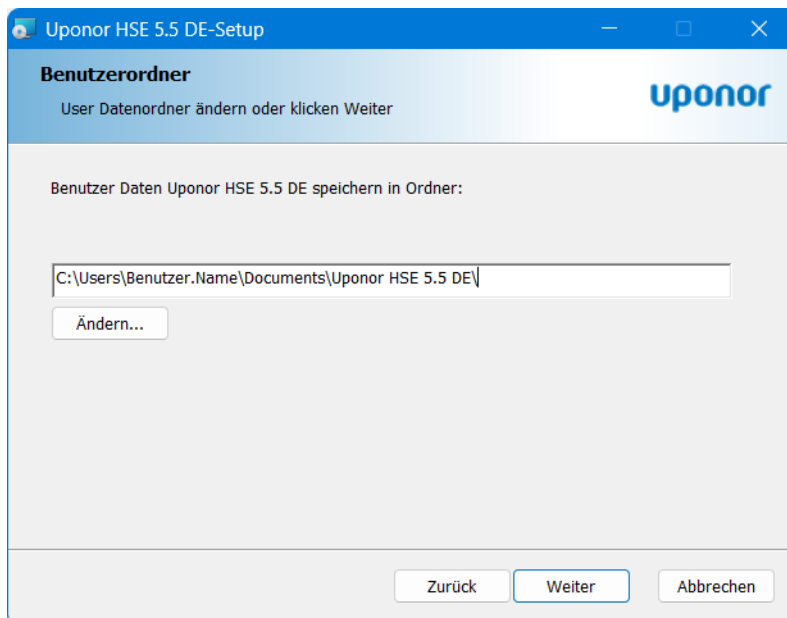 Uponor HSE 5.5 DE-Setup
Benutzerordner
User Datenordner ändern oder klicken Weiter
uponor
Benutzer Daten Uponor HSE 5.5 DE speichern in Ordner:
C:\Users\Benutzer.Name\Documents\Uponor HSE 5.5 DE\
Ändern...
Zurück
Weiter
Abbrechen